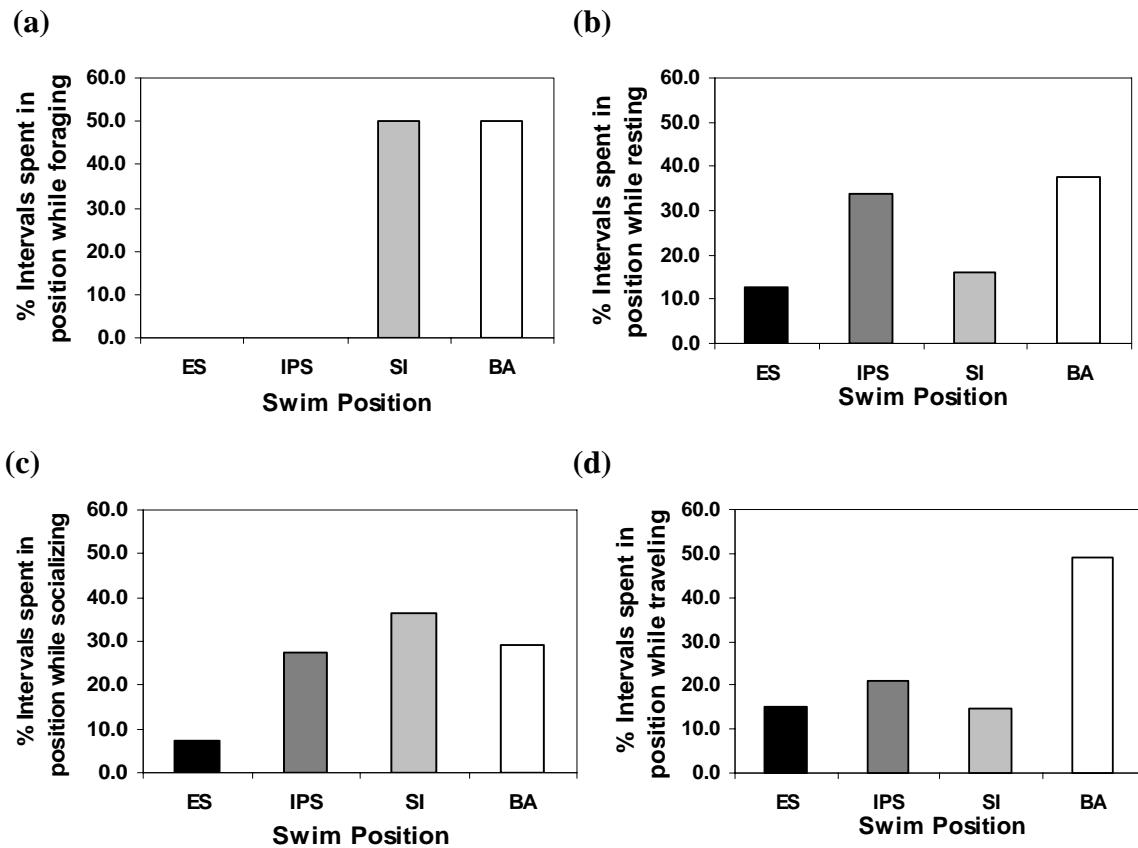 (a)
% Intervals spent in
position while foraging
60.0
50.0
40.0
30.0
20.0
10.0
0.0
ES IPS SI BA
Swim Position
(b)
% Intervals spent in
position while resting
60.0
50.0
40.0
30.0
20.0
10.0
0.0
ES IPS SI BA
Swim Position
(c)
% Intervals spent in
position while socializing
60.0
50.0
40.0
30.0
20.0
10.0
0.0
ES IPS SI BA
Swim Position
(d)
% Intervals spent in
position while traveling
60.0
50.0
40.0
30.0
20.0
10.0
0.0
ES IPS SI BA
Swim Position